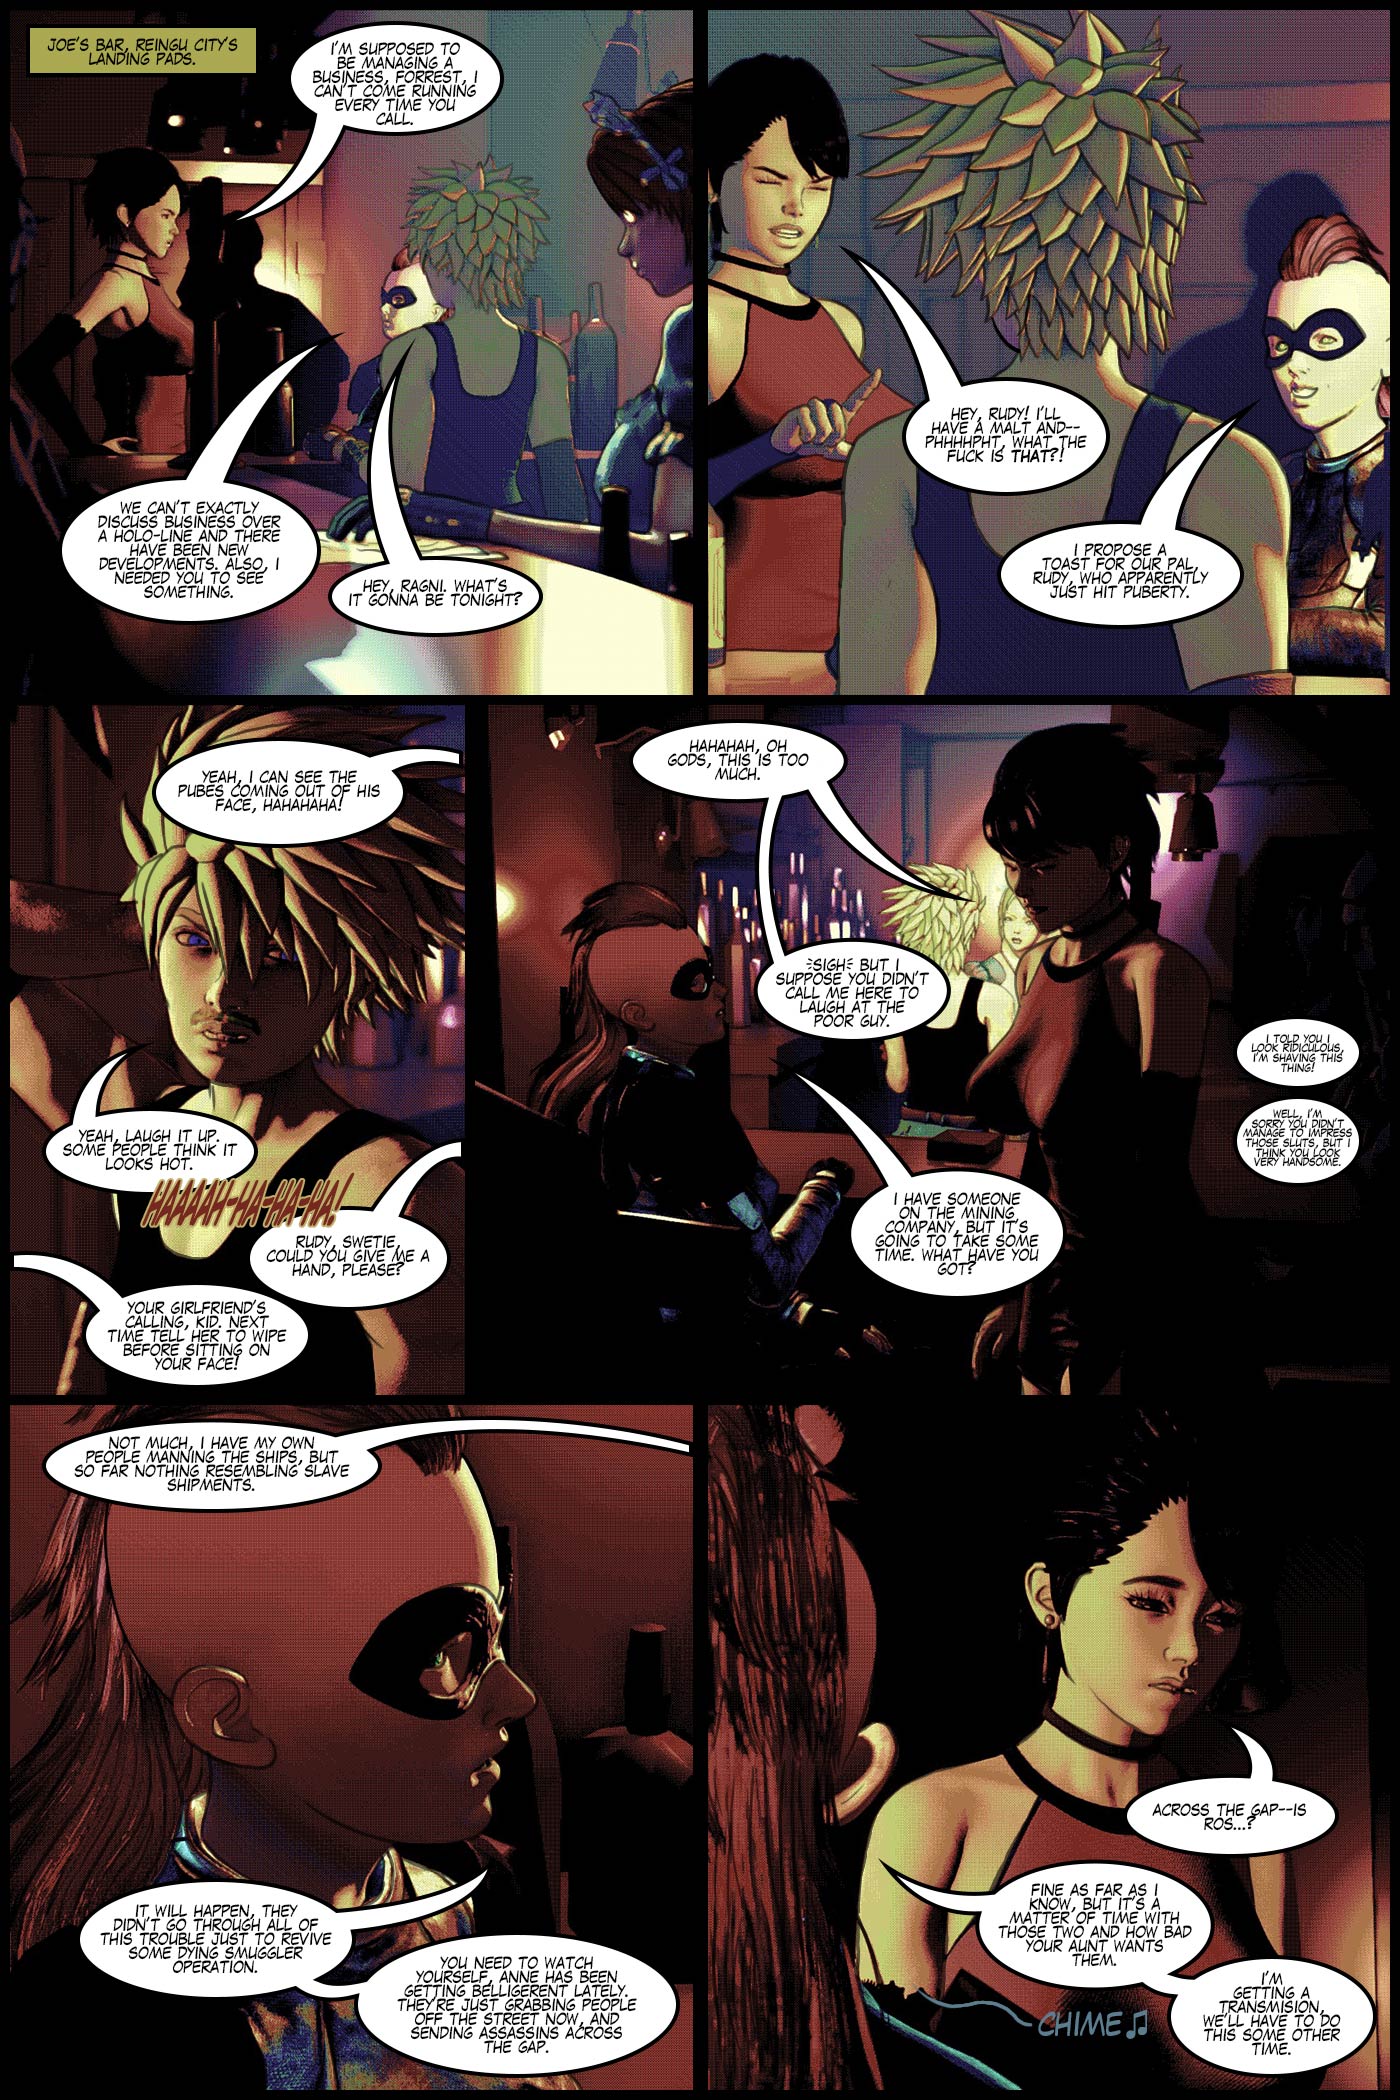 JOE'S BAR, REINGU CITY'S
LANDING PADS.
I'M SUPPOSED TO
BE MANAGING A
BUSINESS, FORREST, I
CAN'T COME RUNNING
EVERY TIME YOU
CALL.
WE CAN'T EXACTLY
DISCUSS BUSINESS OVER
A HOLO-LINE AND THERE
HAVE BEEN NEW
DEVELOPMENTS. ALSO, I
NEEDED YOU TO SEE
SOMETHING.
HEY, RAGNI. WHAT'S
IT GONNA BE TONIGHT?
HEY, RUDY! I'LL
HAVE A MALT AND--
PHHHHPHT, WHAT THE
FUCK IS THAT?!
I PROPOSE A
TOAST FOR OUR PAL,
RUDY, WHO APPARENTLY
JUST HIT PUBERTY.
YEAH, I CAN SEE THE
PUBES COMING OUT OF HIS
FACE, HAHAHAHA!
YEAH, LAUGH IT UP.
SOME PEOPLE THINK IT
LOOKS HOT.
HAAAAH-HA-HA-HA!
RUDY, SWETIE,
COULD YOU GIVE ME A
HAND, PLEASE?
YOUR GIRLFRIEND'S
CALLING, KID. NEXT
TIME TELL HER TO WIPE
BEFORE SITTING ON
YOUR FACE!
HAHAHAH, OH
GODS, THIS IS TOO
MUCH.
*SIGH* BUT I
SUPPOSE YOU DIDN'T
CALL ME HERE TO
LAUGH AT THE
POOR GUY.
I TOLD YOU I
LOOK RIDICULOUS,
I'M SHAVING THIS
THING!
WELL, I'M
SORRY YOU DIDN'T
MANAGE TO IMPRESS
THOSE SLUTS, BUT I
THINK YOU LOOK
VERY HANDSOME.
I HAVE SOMEONE
ON THE MINING
COMPANY, BUT IT'S
GOING TO TAKE SOME
TIME. WHAT HAVE YOU
GOT?
NOT MUCH, I HAVE MY OWN
PEOPLE MANNING THE SHIPS, BUT
SO FAR NOTHING RESEMBLING SLAVE
SHIPMENTS.
IT WILL HAPPEN, THEY
DIDN'T GO THROUGH ALL OF
THIS TROUBLE JUST TO REVIVE
SOME DYING SMUGGLER
OPERATION.
YOU NEED TO WATCH
YOURSELF, ANNE HAS BEEN
GETTING BELLIGERENT LATELY.
THEY'RE JUST GRABBING PEOPLE
OFF THE STREET NOW, AND
SENDING ASSASSINS ACROSS
THE GAP.
ACROSS THE GAP--IS
ROS...?
FINE AS FAR AS I
KNOW, BUT IT'S A
MATTER OF TIME WITH
THOSE TWO AND HOW BAD
YOUR AUNT WANTS
THEM.
CHIME♫
I'M
GETTING A
TRANSMISION,
WE'LL HAVE TO DO
THIS SOME OTHER
TIME.